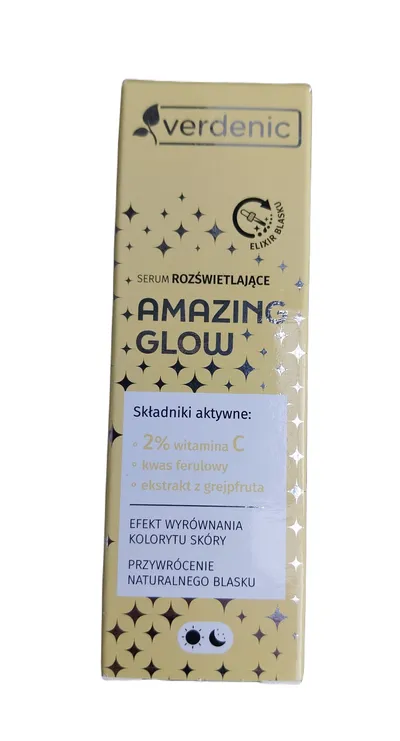 verdenic
ELIXIR BLASKU
SERUM ROZŚWIETLAJĄCE
AMAZING
GLOW
Składniki aktywne:
2% witamina C
kwas ferulowy
ekstrakt z grejpfruta
EFEKT WYRÓWNANIA
KOLORYTU SKÓRY
PRZYWRÓCENIE
NATURALNEGO BLASKU